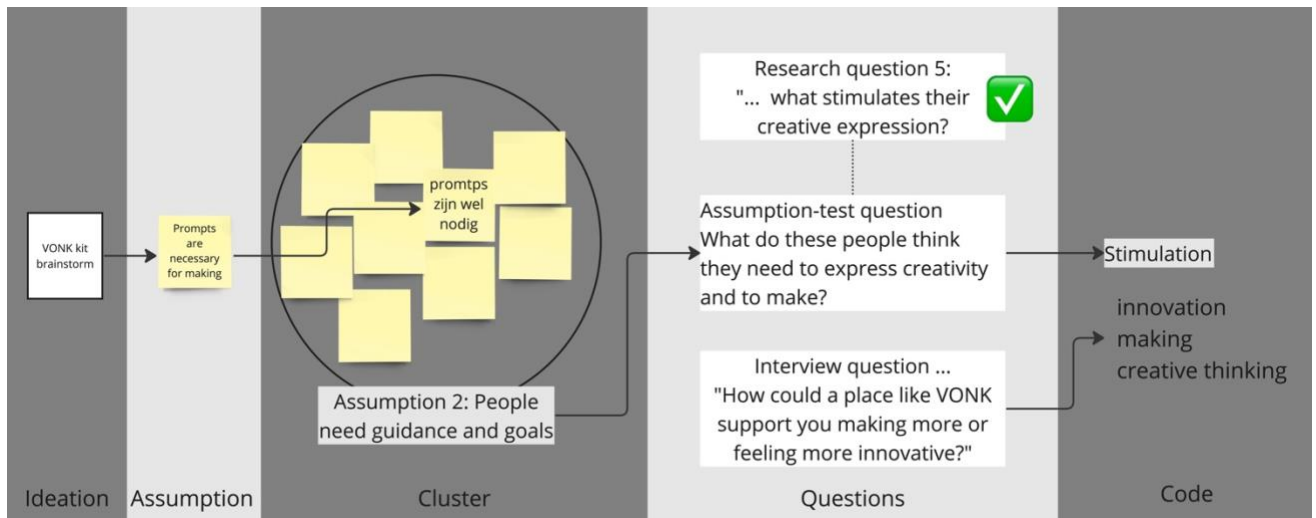 VONK kit
brainstorm
Prompts
are
necessary
for making
promtps
zijn wel
nodig
Assumption 2: People
need guidance and goals
Research question 5:
"... what stimulates their
creative expression?
Assumption-test question
What do these people think
they need to express creativity
and to make?
Interview question ...
"How could a place like VONK
support you making more or
feeling more innovative?"
Stimulation
innovation
making
creative thinking
Ideation
Assumption
Cluster
Questions
Code